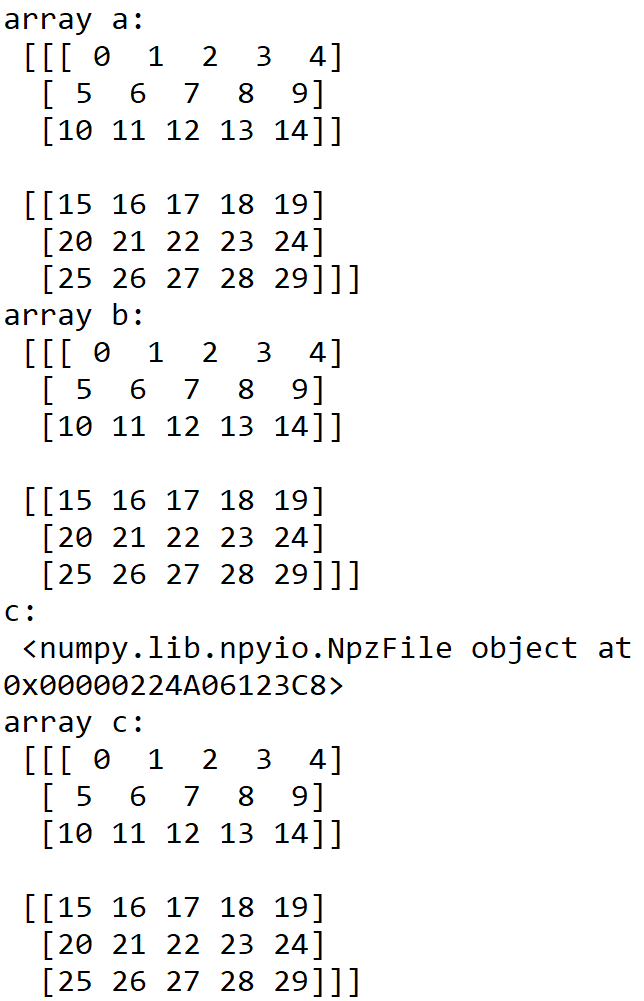 array a:
 [[[ 0  1  2  3  4]
  [ 5  6  7  8  9]
  [10 11 12 13 14]]

 [[15 16 17 18 19]
  [20 21 22 23 24]
  [25 26 27 28 29]]]
array b:
 [[[ 0  1  2  3  4]
  [ 5  6  7  8  9]
  [10 11 12 13 14]]

 [[15 16 17 18 19]
  [20 21 22 23 24]
  [25 26 27 28 29]]]
c:
 <numpy.lib.npyio.NpzFile object at
0x00000224A06123C8>
array c:
 [[[ 0  1  2  3  4]
  [ 5  6  7  8  9]
  [10 11 12 13 14]]

 [[15 16 17 18 19]
  [20 21 22 23 24]
  [25 26 27 28 29]]]